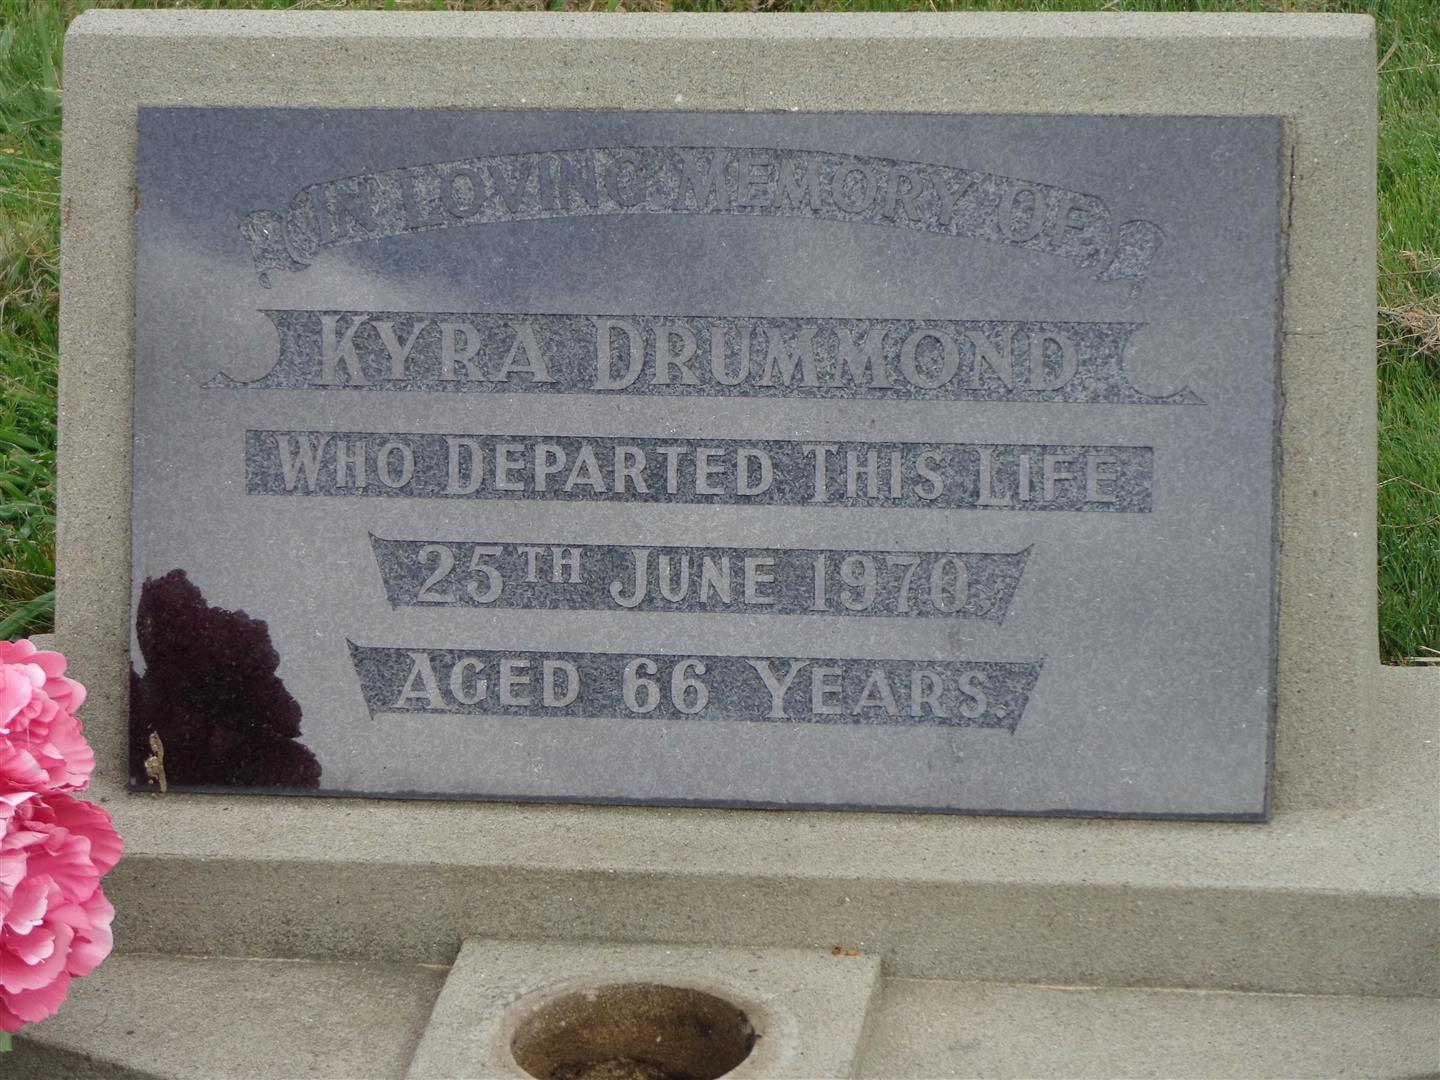 IN LOVING MEMORY OF
KYRA DRUMMOND
WHO DEPARTED THIS LIFE
25TH JUNE 1970.
AGED 66 YEARS.